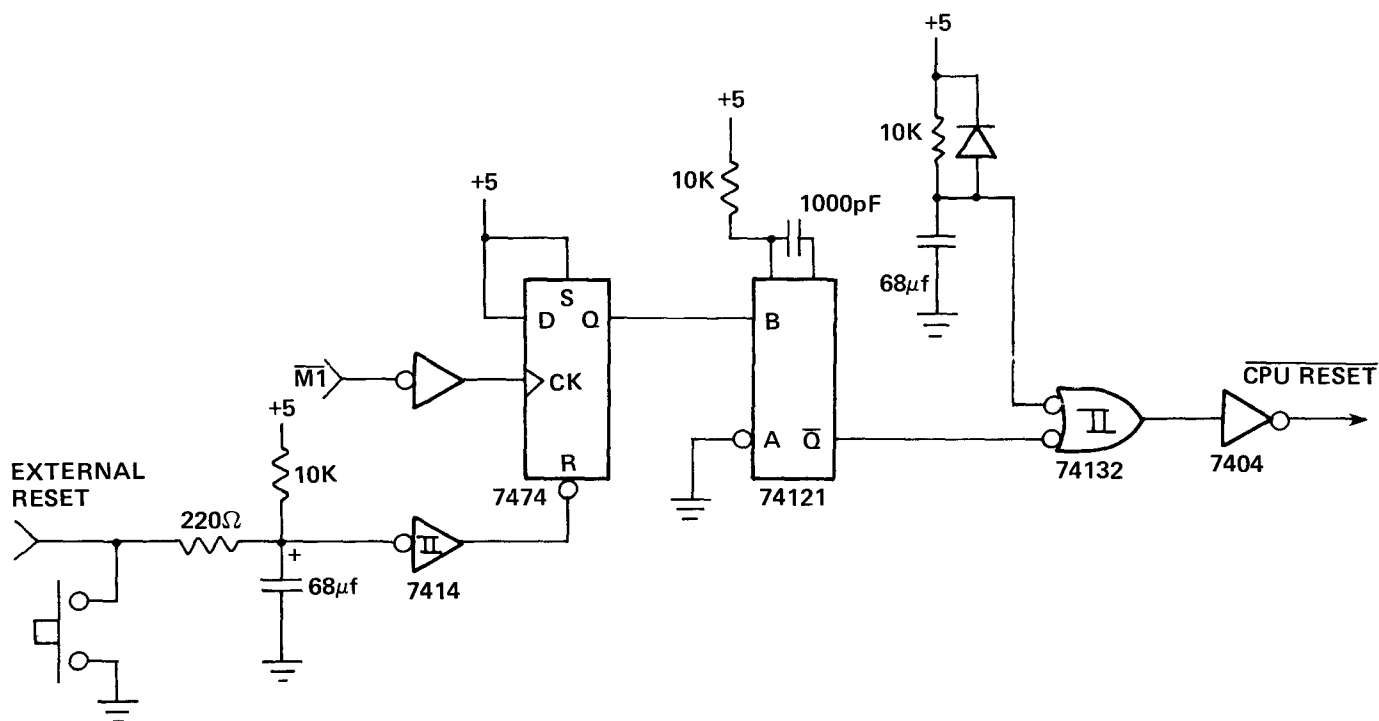 +5
+5
10K
10K
1000pF
+5
68μf
S
D Q
B
M1
CK
CPU RESET
+5
A Q
10K
R
74132
7404
EXTERNAL
RESET
7474
74121
220Ω
+
68μf
7414